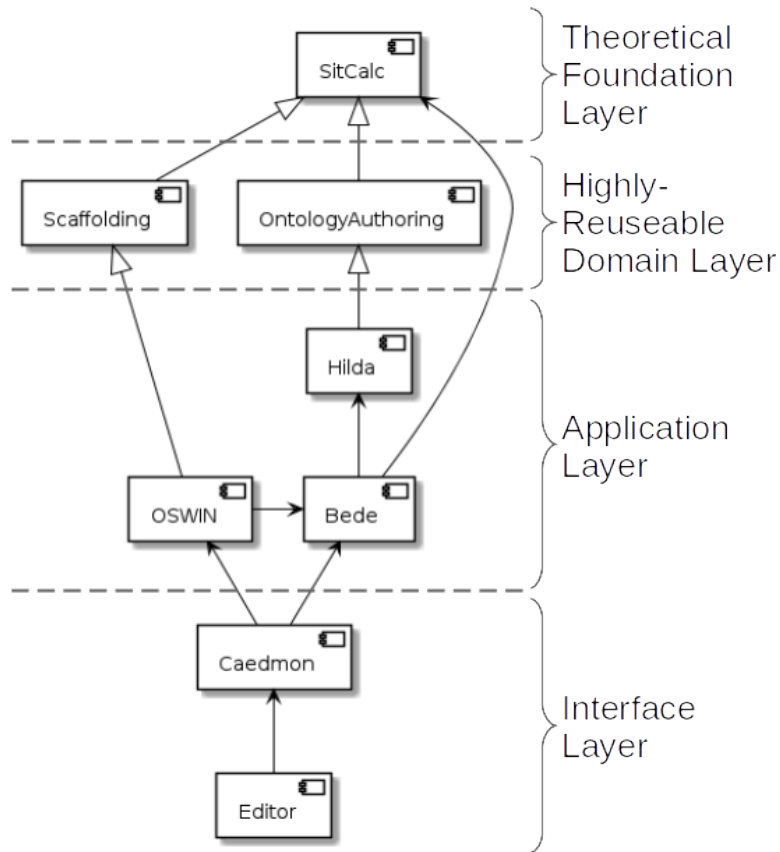 SitCalc
Theoretical
Foundation
Layer
Scaffolding
OntologyAuthoring
Highly-
Reuseable
Domain Layer
Hilda
Application
Layer
OSWIN
Bede
Caedmon
Interface
Layer
Editor